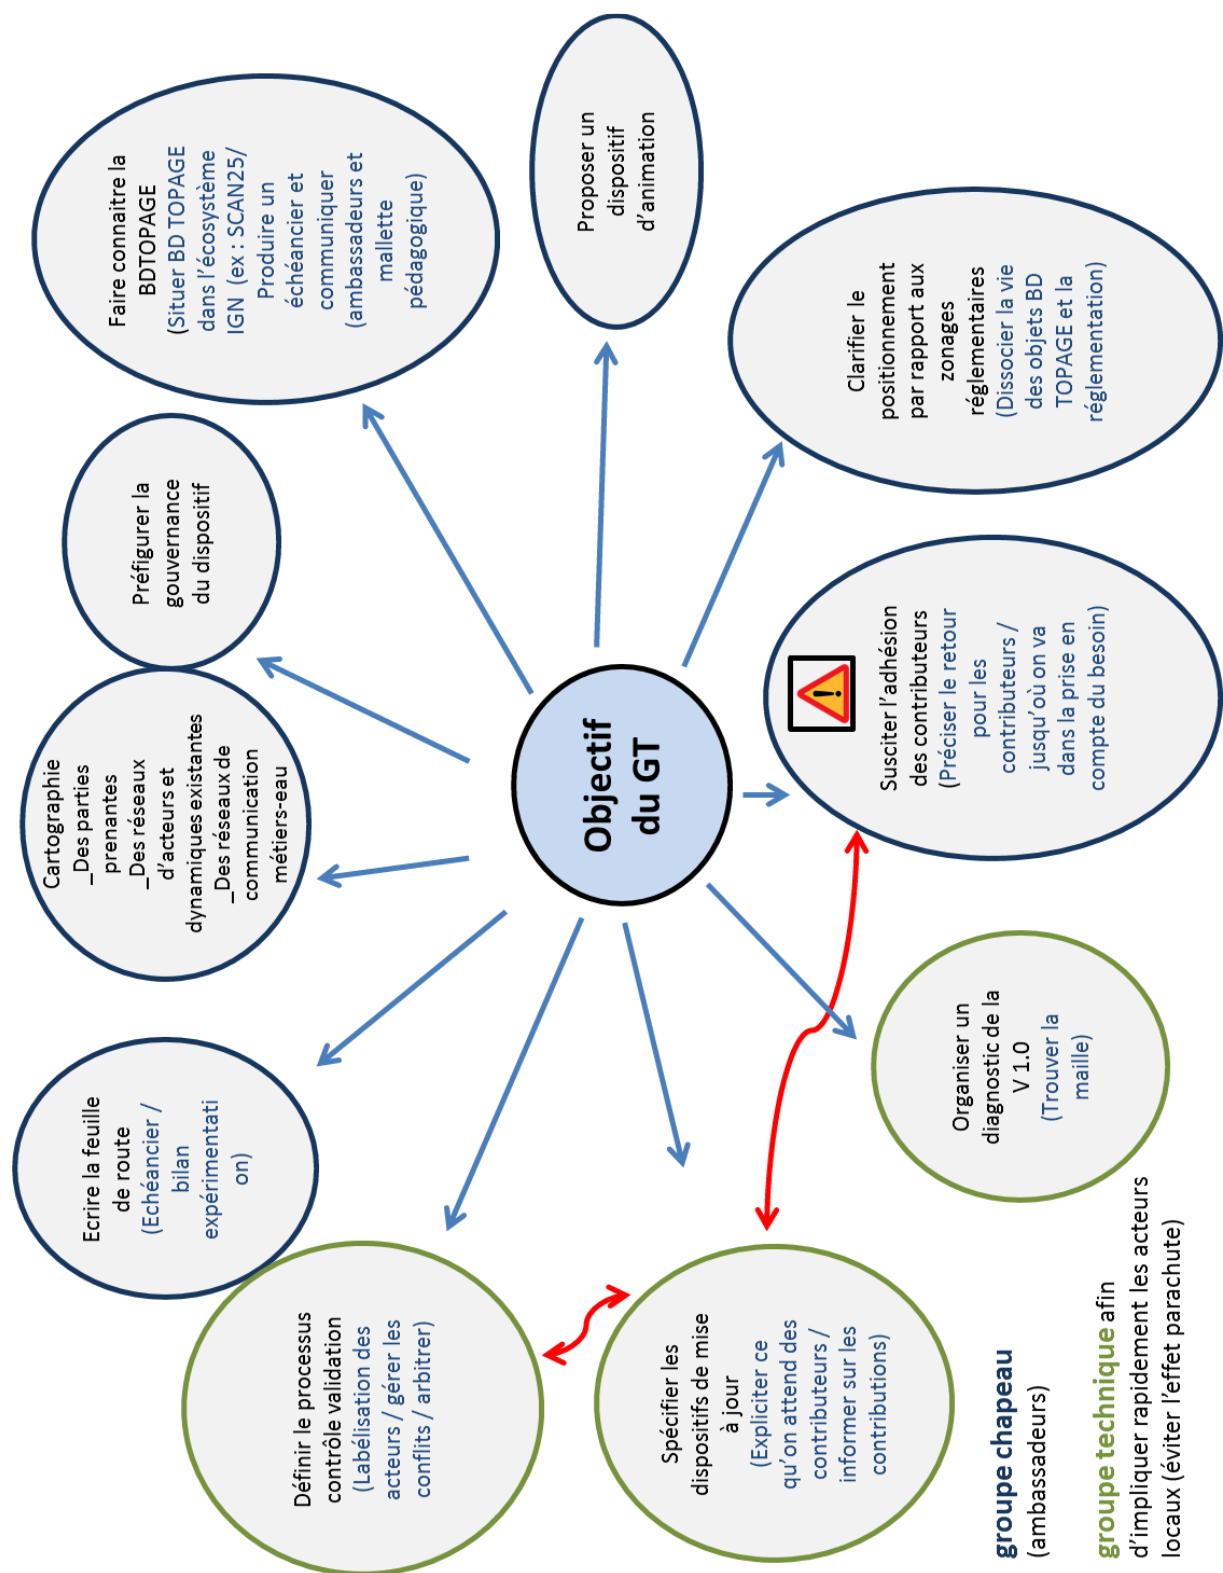 Définir le processus
contrôle validation
(Labélisation des
acteurs / gérer les
conflits / arbitrer)
Ecrire la feuille
de route
(Echéancier /
bilan
expérimentati
on)
Cartographie
_Des parties
prenantes
_Des réseaux
d'acteurs et
dynamiques existantes
_Des réseaux de
communication
métiers-eau
Préfigurer la
gouvernance
du dispositif
Faire connaitre la
BDTOPAGE
(Situer BD TOPAGE
dans l'écosystème
IGN (ex : SCAN25/
Produire un
échéancier et
communiquer
(ambassadeurs et
mallette
pédagogique)
Proposer un
dispositif
d'animation
Objectif
du GT
Spécifier les
dispositifs de mise
à jour
(Expliciter ce
qu'on attend des
contributeurs /
informer sur les
contributions)
Organiser un
diagnostic de la
V 1.0
(Trouver la
maille)
!
Susciter l'adhésion
des contributeurs
(Préciser le retour
pour les
contributeurs /
jusqu'où on va
dans la prise en
compte du besoin)
Clarifier le
positionnement
par rapport aux
zonages
réglementaires
(Dissocier la vie
des objets BD
TOPAGE et la
réglementation)
groupe chapeau
(ambassadeurs)
groupe technique afin
d'impliquer rapidement les acteurs
locaux (éviter l'effet parachute)